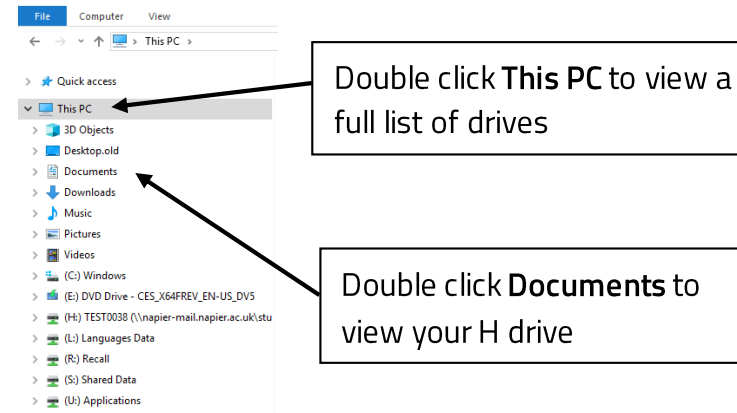 File Computer View
This PC
Quick access
This PC
3D Objects
Desktop.old
Documents
Downloads
Music
Pictures
Videos
(C:) Windows
(E:) DVD Drive - CES_X64FREV_EN-US_DV5
(H:) TEST0038 (\\napier-mail.napier.ac.uk\stu
(L:) Languages Data
(R:) Recall
(S:) Shared Data
(U:) Applications
Double click This PC to view a
full list of drives
Double click Documents to
view your H drive